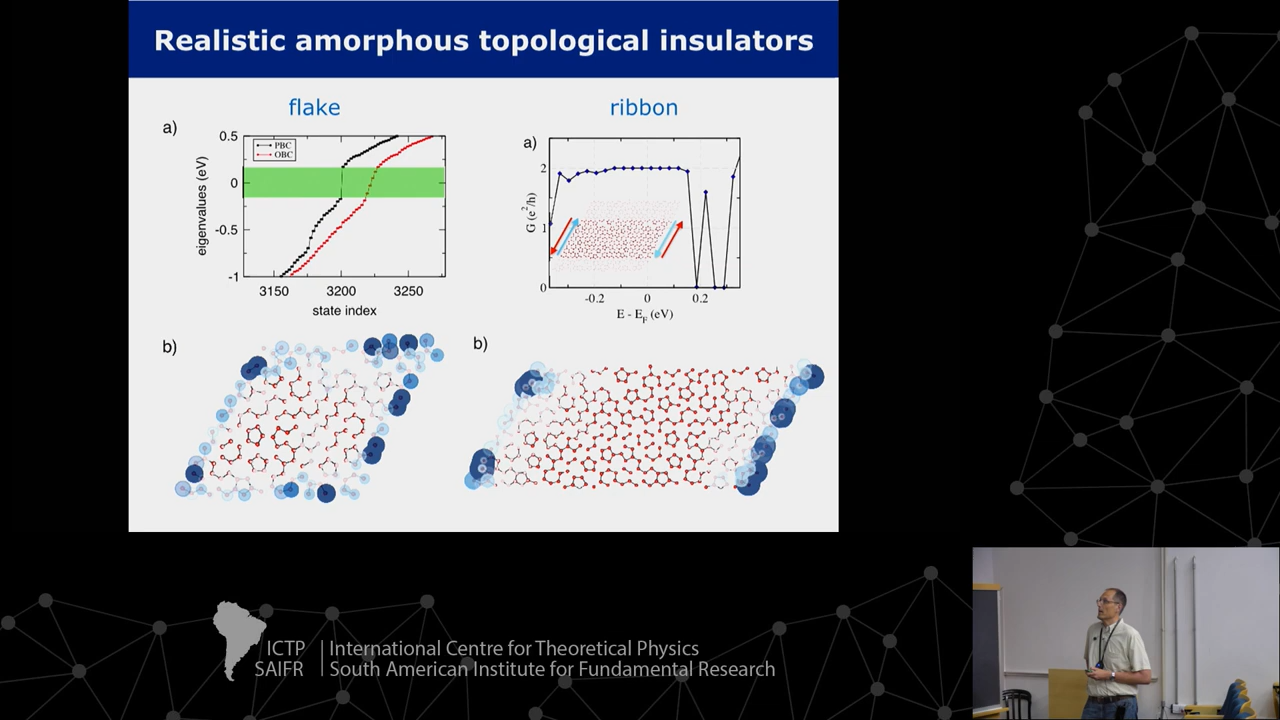 Realistic amorphous topological insulators
flake
ribbon
a)
0.5
0
-0.5
-1
eigenvalues (eV)
PBC
OBC
3150
3200
3250
state index
a)
2
1
0
G (e²/h)
-0.2
0
0.2
E - E_F (eV)
b)
b)
ICTP
SAIFR
International Centre for Theoretical Physics
South American Institute for Fundamental Research